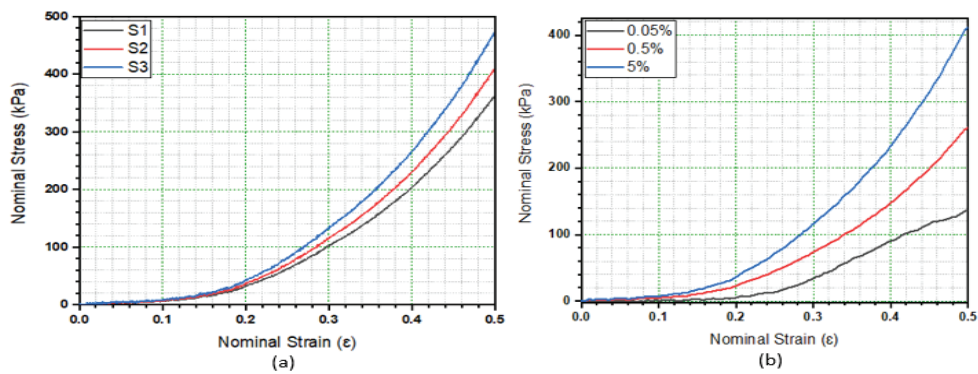 S1
S2
S3
500
400
300
200
100
0
Nominal Stress (kPa)
0.0 0.1 0.2 0.3 0.4 0.5
Nominal Strain (ε)
(a)
0.05%
0.5%
5%
400
300
200
100
0
Nominal Stress (kPa)
0.0 0.1 0.2 0.3 0.4 0.5
Nominal Strain (ε)
(b)